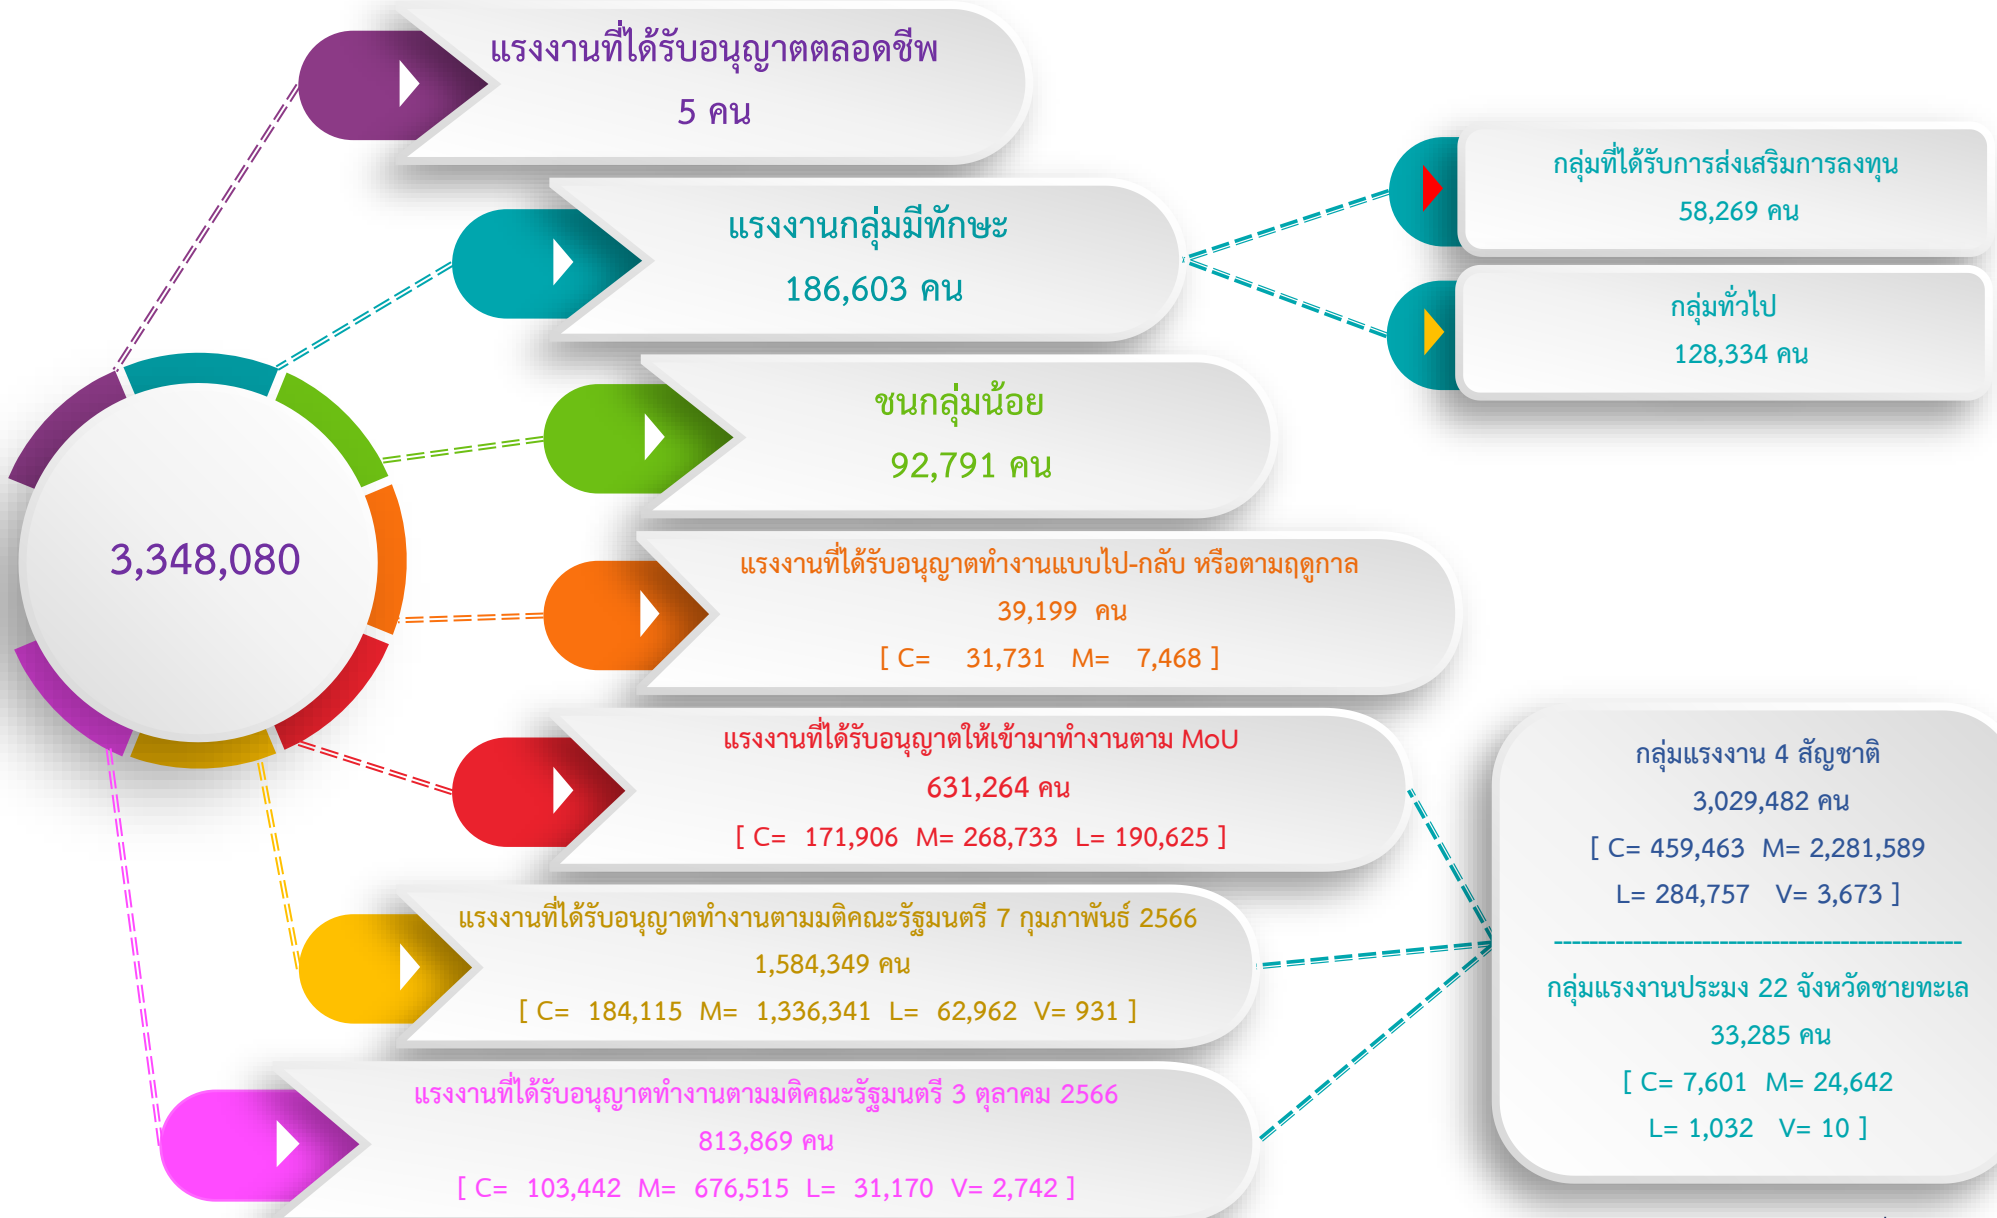 แรงงานที่ได้รับอนุญาตตลอดชีพ
5 คน
แรงงานกลุ่มมีทักษะ
186,603 คน
กลุ่มที่ได้รับการส่งเสริมการลงทุน
58,269 คน
กลุ่มทั่วไป
128,334 คน
ชนกลุ่มน้อย
92,791 คน
3,348,080
แรงงานที่ได้รับอนุญาตทำงานแบบไป-กลับ หรือตามฤดูกาล
39,199 คน
[ C= 31,731 M= 7,468 ]
แรงงานที่ได้รับอนุญาตให้เข้ามาทำงานตาม MoU
631,264 คน
[ C= 171,906 M= 268,733 L= 190,625 ]
แรงงานที่ได้รับอนุญาตทำงานตามมติคณะรัฐมนตรี 7 กุมภาพันธ์ 2566
1,584,349 คน
[ C= 184,115 M= 1,336,341 L= 62,962 V= 931 ]
แรงงานที่ได้รับอนุญาตทำงานตามมติคณะรัฐมนตรี 3 ตุลาคม 2566
813,869 คน
[ C= 103,442 M= 676,515 L= 31,170 V= 2,742 ]
กลุ่มแรงงาน 4 สัญชาติ
3,029,482 คน
[ C= 459,463 M= 2,281,589
L= 284,757 V= 3,673 ]
-----------------------------------------------
กลุ่มแรงงานประมง 22 จังหวัดชายทะเล
33,285 คน
[ C= 7,601 M= 24,642
L= 1,032 V= 10 ]